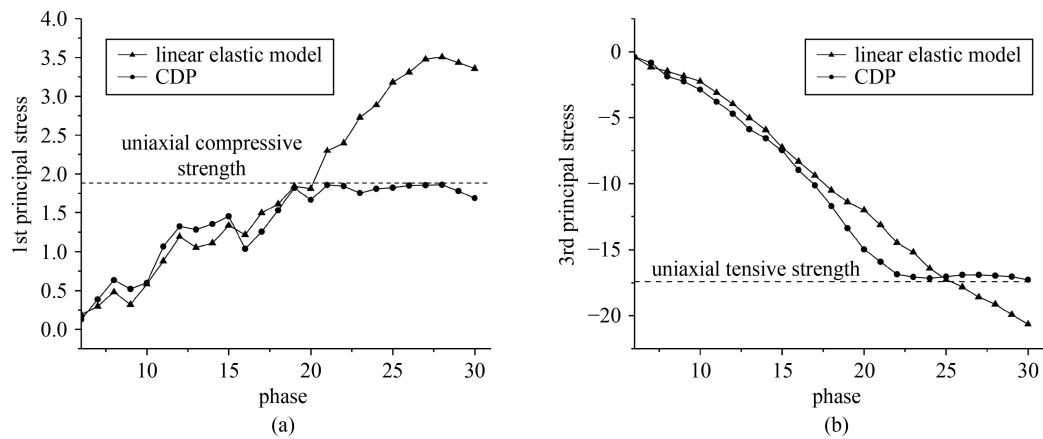 4.0
3.5
3.0
2.5
2.0
1.5
1.0
0.5
0.0
1st principal stress
linear elastic model
CDP
uniaxial compressive
strength
10 15 20 25 30
phase
(a)
0
−5
−10
−15
−20
3rd principal stress
linear elastic model
CDP
uniaxial tensive strength
10 15 20 25 30
phase
(b)